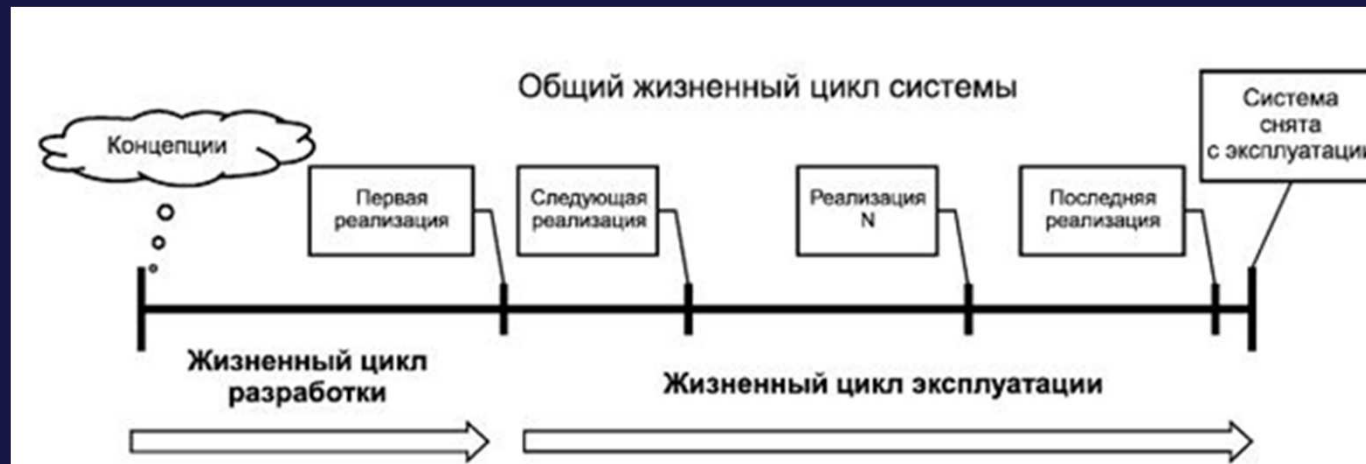 Общий жизненный цикл системы
Концепции
Первая
реализация
Следующая
реализация
Реализация
N
Последняя
реализация
Система
снята
с эксплуатации
Жизненный цикл
разработки
Жизненный цикл эксплуатации